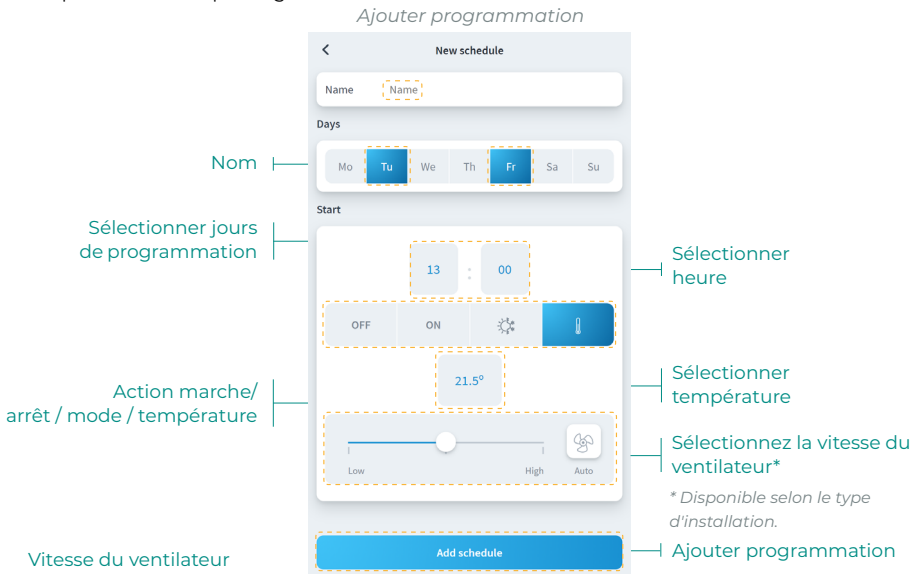 Ajouter programmation
New schedule
Name Name
Days
Nom
Mo Tu We Th Fr Sa Su
Start
Sélectionner jours
de programmation
Sélectionner
heure
13 : 00
OFF ON
21.5°
Sélectionner
température
Action marche/
arrêt / mode / température
Low High Auto
Sélectionnez la vitesse du
ventilateur*
* Disponible selon le type
d'installation.
Add schedule
Ajouter programmation
Vitesse du ventilateur